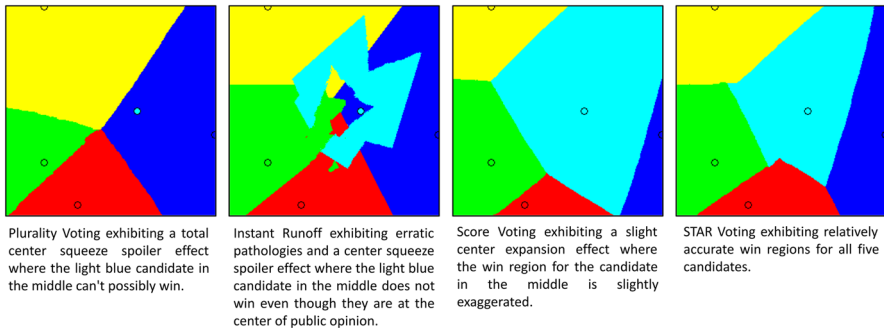 Plurality Voting exhibiting a total
center squeeze spoiler effect
where the light blue candidate in
the middle can't possibly win.
Instant Runoff exhibiting erratic
pathologies and a center squeeze
spoiler effect where the light blue
candidate in the middle does not
win even though they are at the
center of public opinion.
Score Voting exhibiting a slight
center expansion effect where
the win region for the candidate
in the middle is slightly
exaggerated.
STAR Voting exhibiting relatively
accurate win regions for all five
candidates.